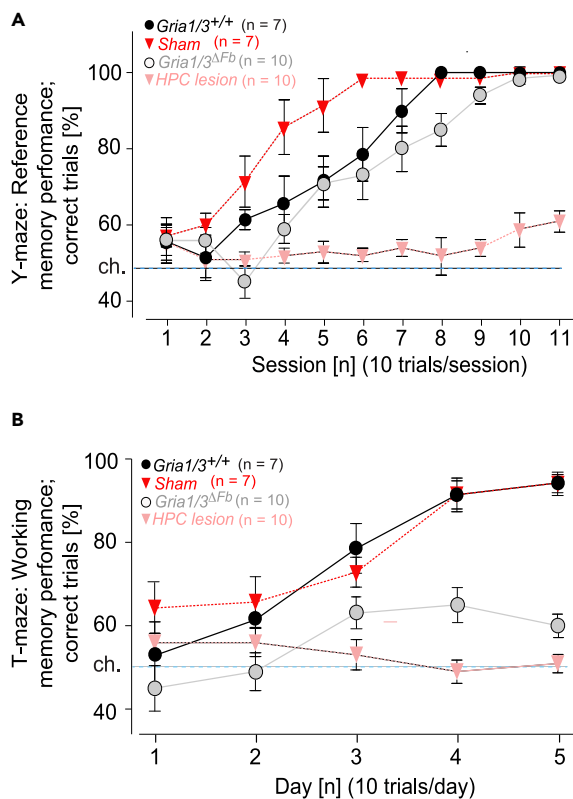 A
Gria1/3+/+ (n = 7)
Sham (n = 7)
Gria1/3ΔFb (n = 10)
HPC lesion (n = 10)
Y-maze: Reference
memory perfomance;
correct trials [%]
100
80
60
ch.
40
1 2 3 4 5 6 7 8 9 10 11
Session [n] (10 trials/session)
B
Gria1/3+/+ (n = 7)
Sham (n = 7)
Gria1/3ΔFb (n = 10)
HPC lesion (n = 10)
T-maze: Working
memory perfomance;
correct trials [%]
100
80
60
ch.
40
1 2 3 4 5
Day [n] (10 trials/day)